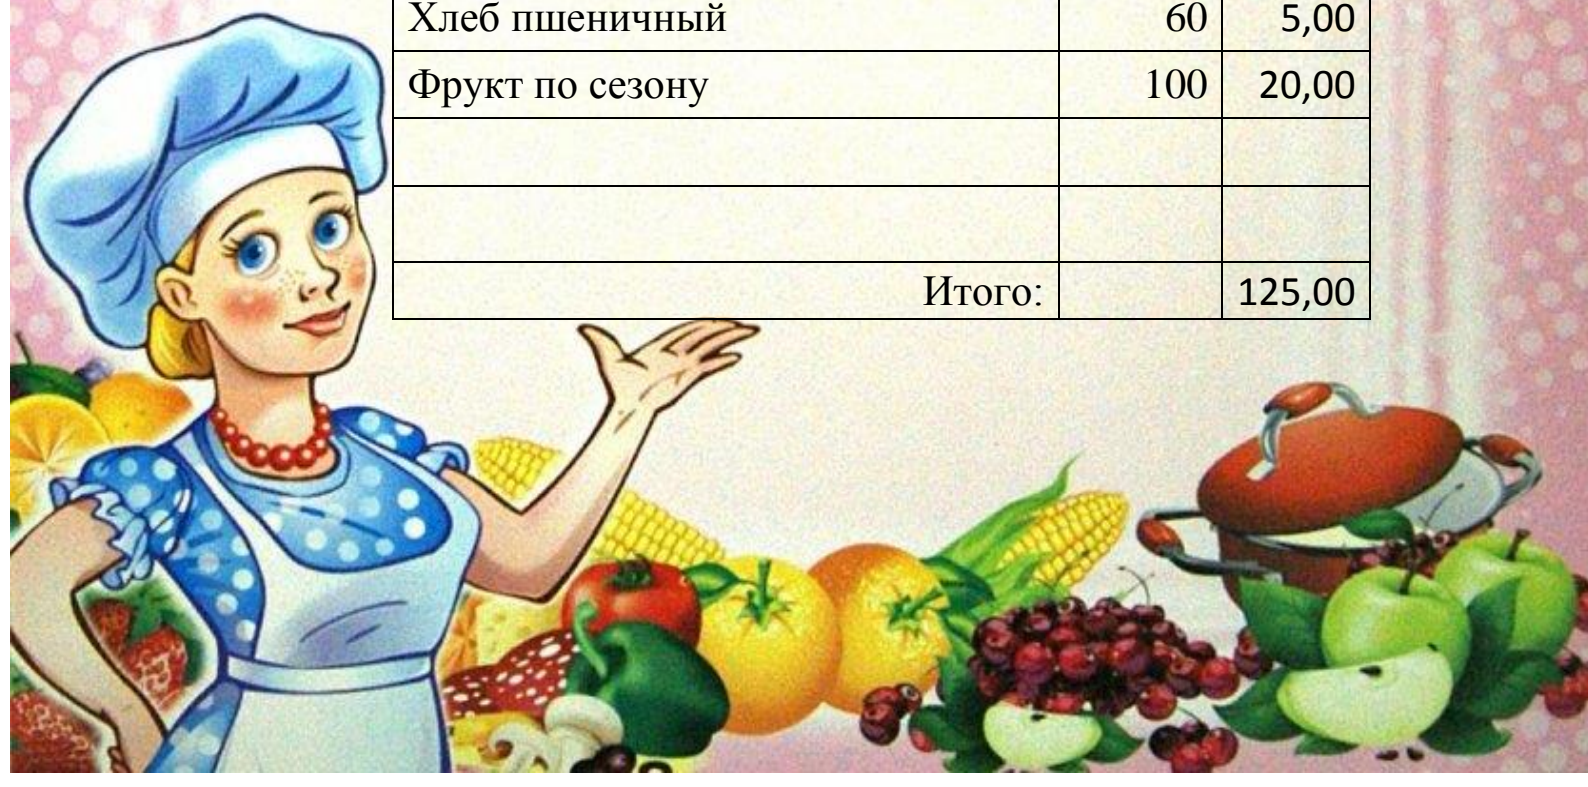 Хлеб пшеничный 60 5,00
Фрукт по сезону 100 20,00
Итого: 125,00